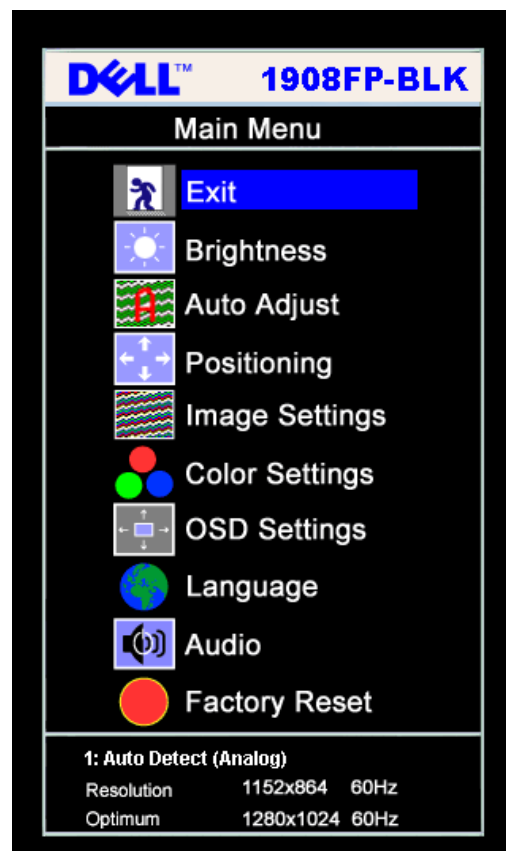 DELL™ 1908FP-BLK
Main Menu
Exit
Brightness
A
Auto Adjust
Positioning
Image Settings
Color Settings
OSD Settings
Language
Audio
Factory Reset
1: Auto Detect (Analog)
Resolution 1152x864 60Hz
Optimum 1280x1024 60Hz